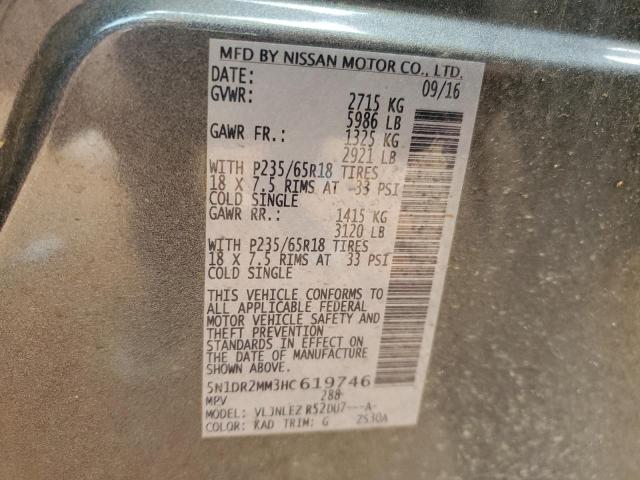 MFD BY NISSAN MOTOR CO., LTD.
DATE: 09/16
GVWR: 2715 KG
5986 LB
GAWR FR.: 1325 KG
2921 LB
WITH P235/65R18 TIRES
18 X 7.5 RIMS AT 33 PSI
COLD SINGLE
GAWR RR.: 1415 KG
3120 LB
WITH P235/65R18 TIRES
18 X 7.5 RIMS AT 33 PSI
COLD SINGLE
THIS VEHICLE CONFORMS TO
ALL APPLICABLE FEDERAL
MOTOR VEHICLE SAFETY AND
THEFT PREVENTION
STANDARDS IN EFFECT ON
THE DATE OF MANUFACTURE
SHOWN ABOVE.
5N1DR2MM3HC619746
MPV 288
MODEL: VLJNLEZ R52DU7---A-
COLOR: KAD TRIM: G 2S30A